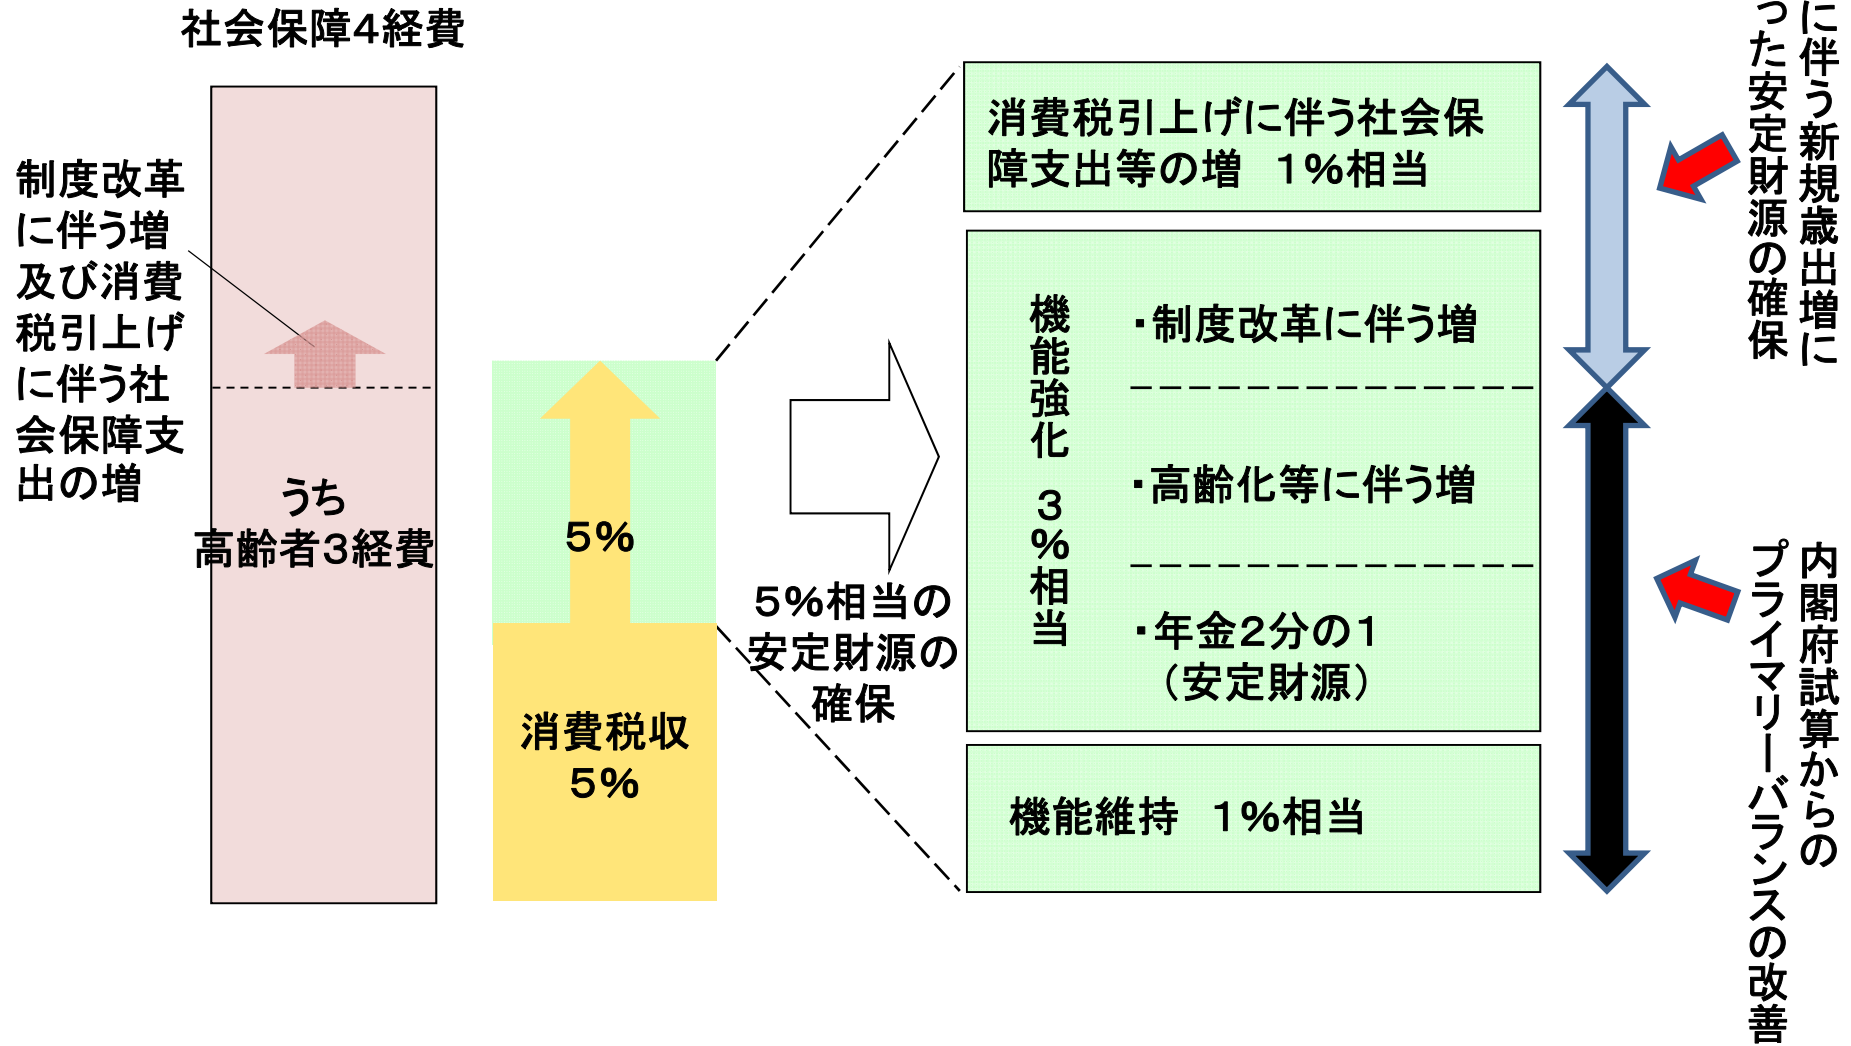 社会保障４経費
制度改革
に伴う増
及び消費
税引上げ
に伴う社
会保障支
出の増
うち
高齢者３経費
５％
消費税収
５％
５％相当の
安定財源の
確保
消費税引上げに伴う社会保
障支出等の増　１％相当
機能強化　３％相当
・制度改革に伴う増
・高齢化等に伴う増
・年金２分の１
（安定財源）
機能維持　１％相当
に伴う新規歳出増に
った安定財源の確保
内閣府試算からの
プライマリーバランスの改善